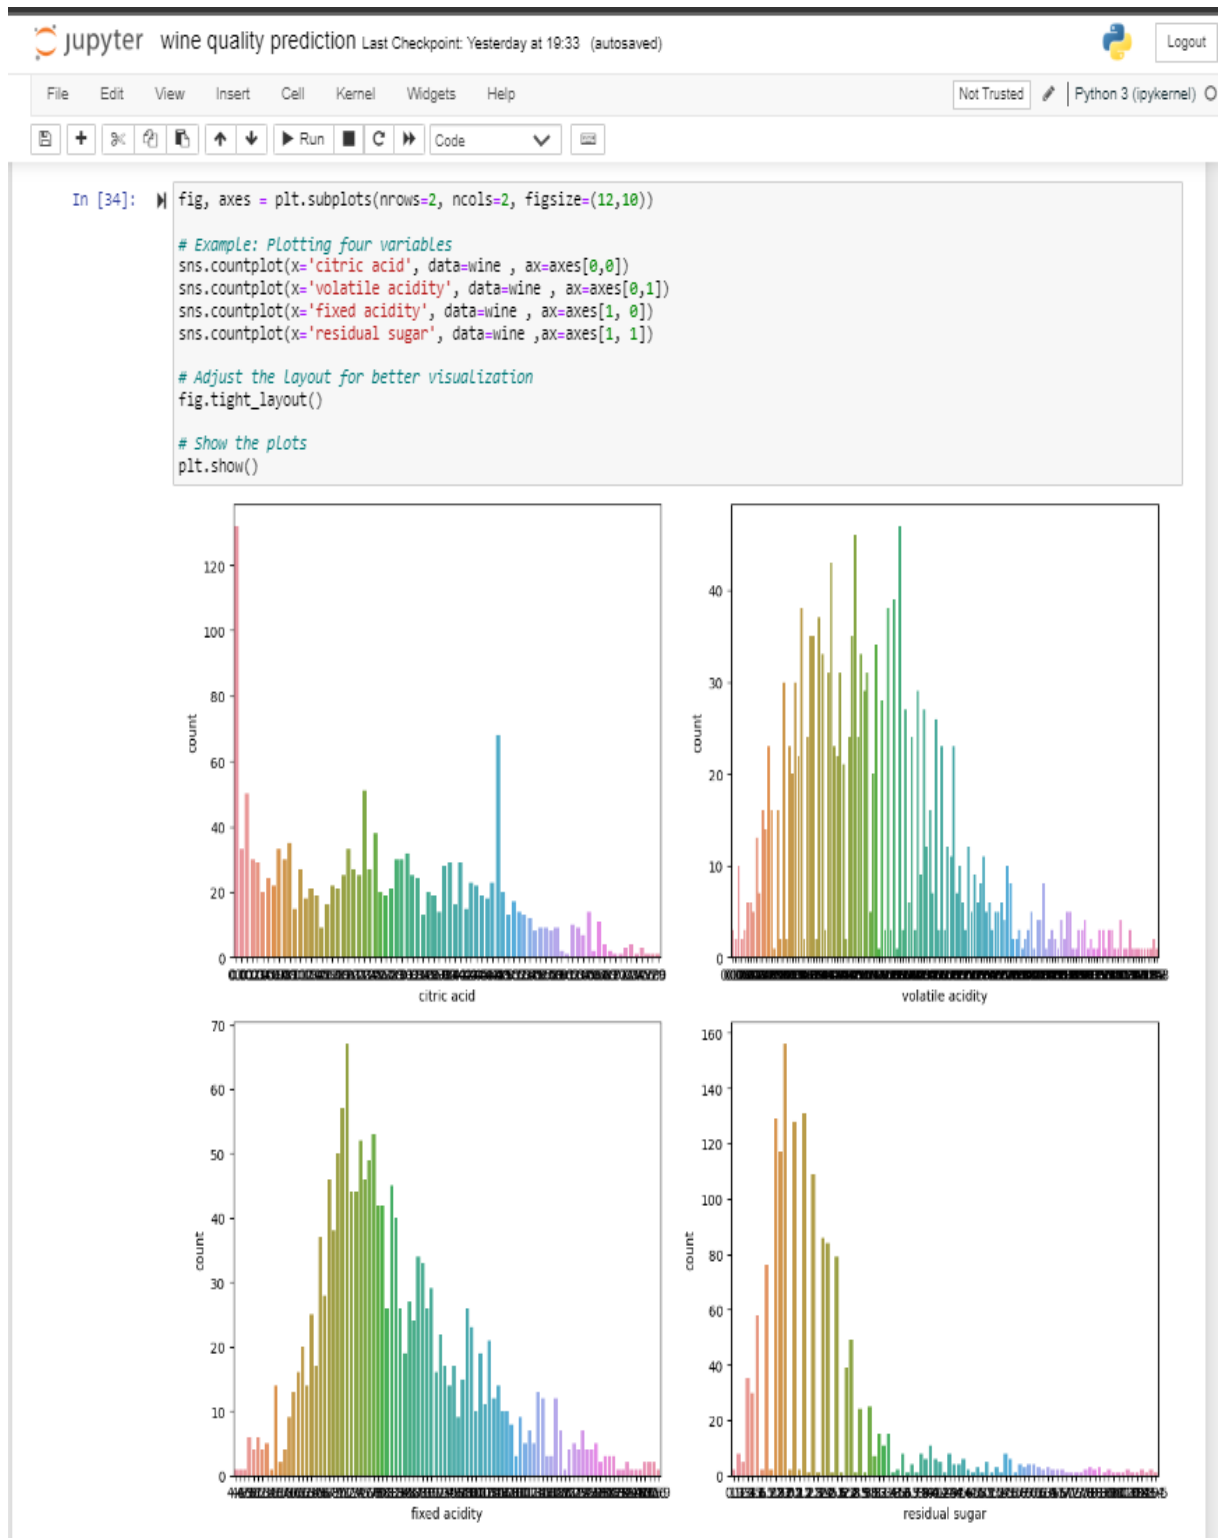 jupyter wine quality prediction Last Checkpoint: Yesterday at 19:33 (autosaved)
Logout
File Edit View Insert Cell Kernel Widgets Help
Not Trusted
Python 3 (ipykernel)
Run
Code
In [34]:
fig, axes = plt.subplots(nrows=2, ncols=2, figsize=(12,10))
# Example: Plotting four variables
sns.countplot(x='citric acid', data=wine , ax=axes[0,0])
sns.countplot(x='volatile acidity', data=wine , ax=axes[0,1])
sns.countplot(x='fixed acidity', data=wine , ax=axes[1, 0])
sns.countplot(x='residual sugar', data=wine ,ax=axes[1, 1])
# Adjust the layout for better visualization
fig.tight_layout()
# Show the plots
plt.show()
120
100
80
60
40
20
0
count
citric acid
40
30
20
10
0
count
volatile acidity
70
60
50
40
30
20
10
0
count
fixed acidity
160
140
120
100
80
60
40
20
0
count
residual sugar